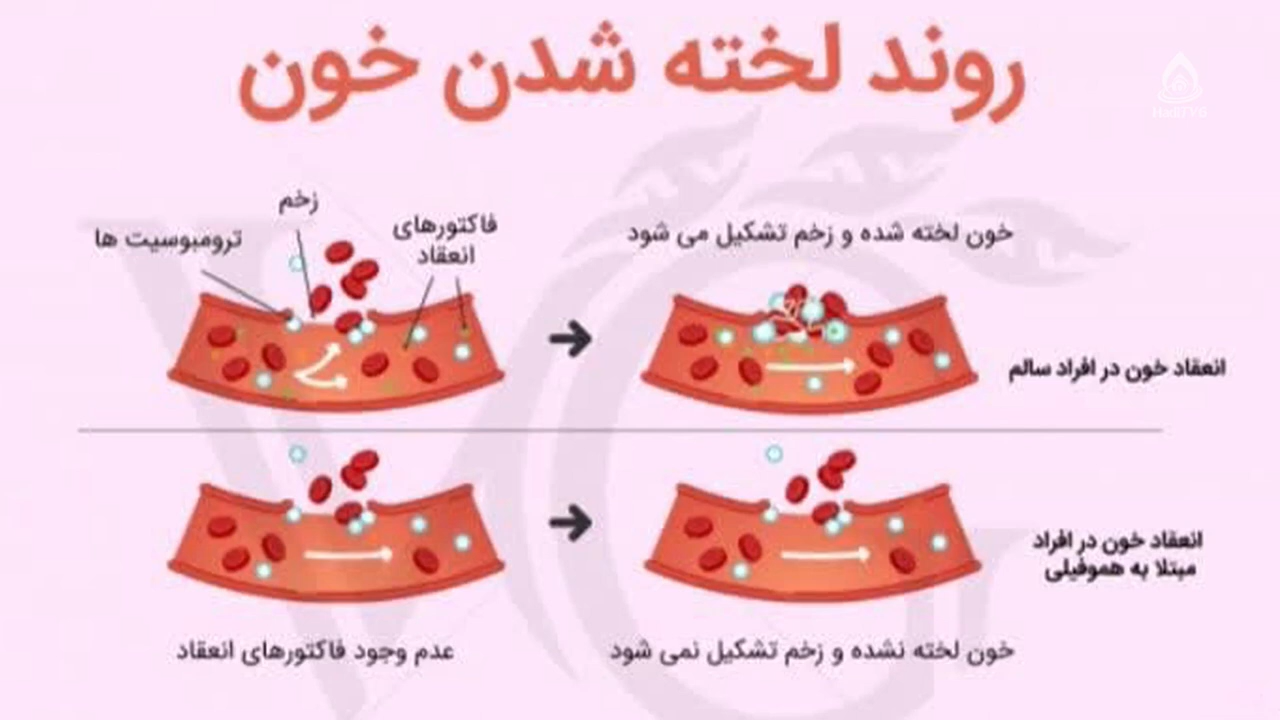 روند لخته شدن خون
زخم
ترومبوسیت ها
فاکتورهای
انعقاد
خون لخته شده و زخم تشکیل می شود
انعقاد خون در افراد سالم
انعقاد خون در افراد
مبتلا به هموفیلی
عدم وجود فاکتورهای انعقاد
خون لخته نشده و زخم تشکیل نمی شود